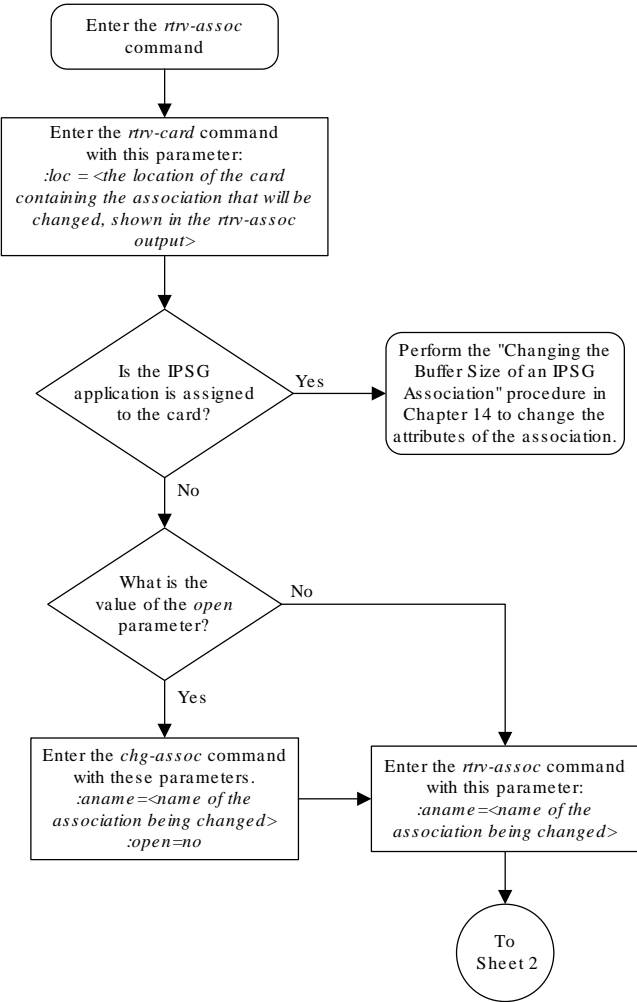 Enter the rtrv-assoc
command
Enter the rtrv-card command
with this parameter:
:loc = <the location of the card
containing the association that will be
changed, shown in the rtrv-assoc
output>
Is the IPSG
application is assigned
to the card?
Yes
Perform the "Changing the
Buffer Size of an IPSG
Association" procedure in
Chapter 14 to change the
attributes of the association.
No
What is the
value of the open
parameter?
No
Yes
Enter the chg-assoc command
with these parameters.
:aname=<name of the
association being changed>
:open=no
Enter the rtrv-assoc command
with this parameter:
:aname=<name of the
association being changed>
To
Sheet 2